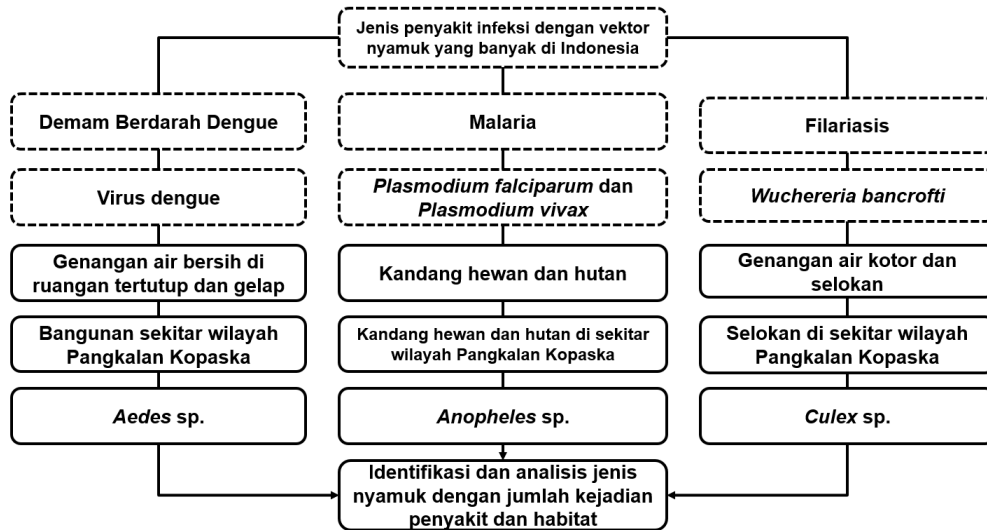 Jenis penyakit infeksi dengan vektor
nyamuk yang banyak di Indonesia
Demam Berdarah Dengue
Malaria
Filariasis
Virus dengue
Plasmodium falciparum dan
Plasmodium vivax
Wuchereria bancrofti
Genangan air bersih di
ruangan tertutup dan gelap
Kandang hewan dan hutan
Genangan air kotor dan
selokan
Bangunan sekitar wilayah
Pangkalan Kopaska
Kandang hewan dan hutan di sekitar
wilayah Pangkalan Kopaska
Selokan di sekitar wilayah
Pangkalan Kopaska
Aedes sp.
Anopheles sp.
Culex sp.
Identifikasi dan analisis jenis
nyamuk dengan jumlah kejadian
penyakit dan habitat